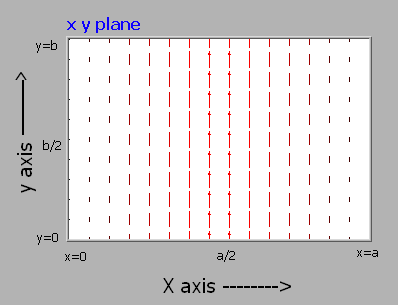 x y plane
y=b
b/2
y axis
y=0
x=0
a/2
x=a
X axis -------->